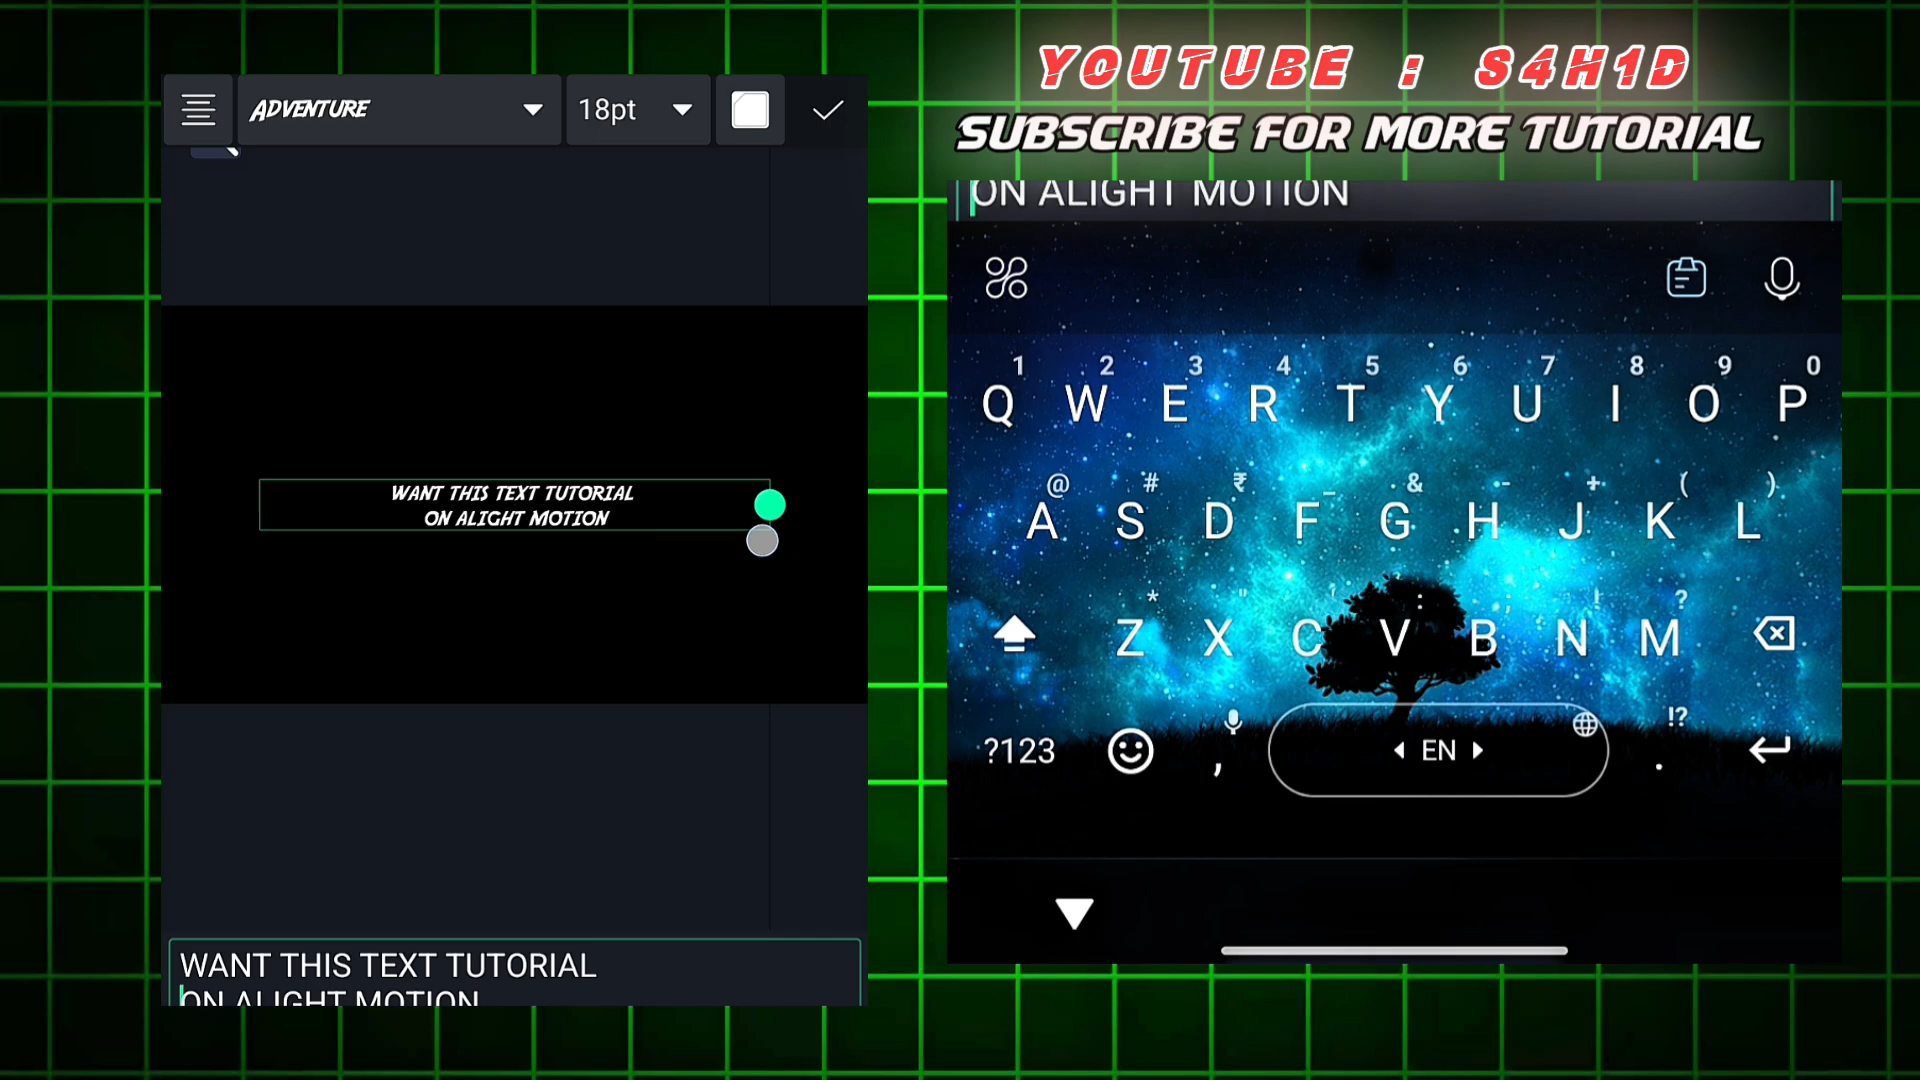 YOUTUBE : S4H1D
SUBSCRIBE FOR MORE TUTORIAL
ADVENTURE
18pt
WANT THIS TEXT TUTORIAL
ON ALIGHT MOTION
WANT THIS TEXT TUTORIAL
ON ALIGHT MOTION
ON ALIGHT MOTION
1 2 3 4 5 6 7 8 9 0
Q W E R T Y U I O P
@ # ₹ _ & - + ( )
A S D F G H J K L
* " ' : ; ! ?
Z X C V B N M
!?
?123 , EN .